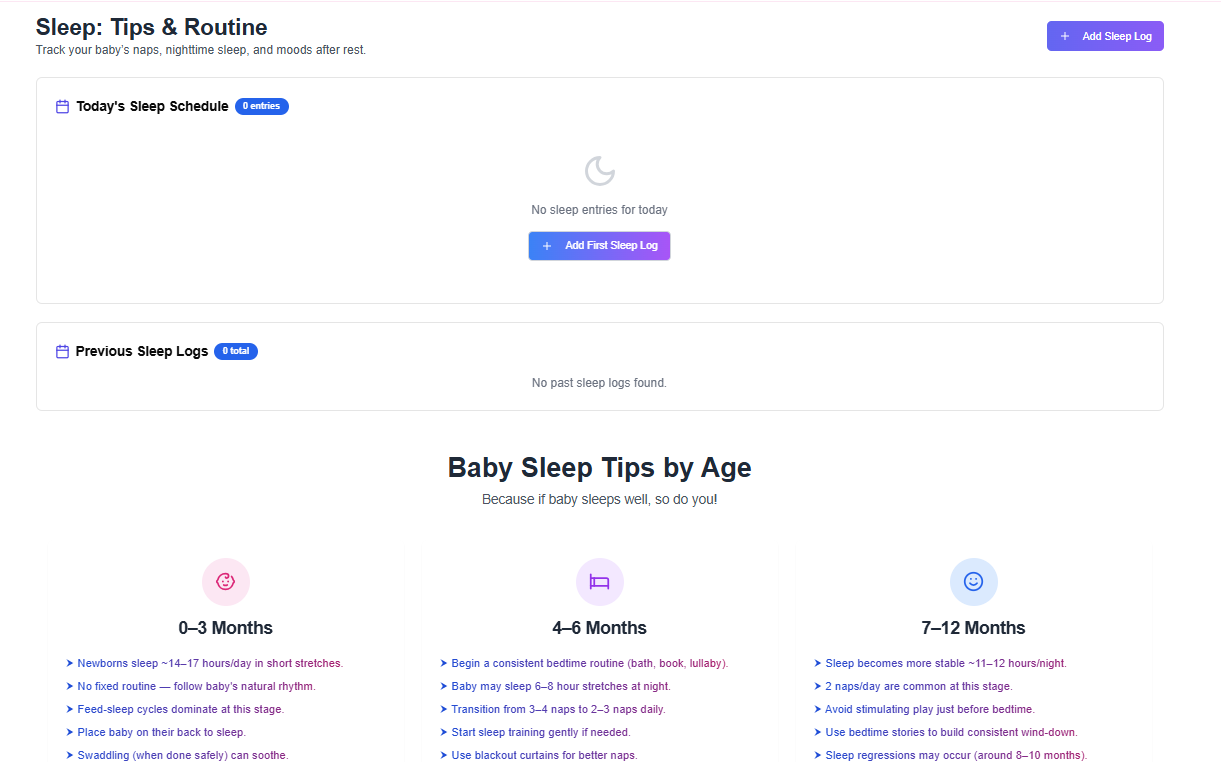 Sleep: Tips & Routine
Track your baby's naps, nighttime sleep, and moods after rest.
+ Add Sleep Log
Today's Sleep Schedule 0 entries
No sleep entries for today
+ Add First Sleep Log
Previous Sleep Logs 0 total
No past sleep logs found.
Baby Sleep Tips by Age
Because if baby sleeps well, so do you!
0–3 Months
➤ Newborns sleep ~14–17 hours/day in short stretches.
➤ No fixed routine — follow baby's natural rhythm.
➤ Feed-sleep cycles dominate at this stage.
➤ Place baby on their back to sleep.
➤ Swaddling (when done safely) can soothe.
4–6 Months
➤ Begin a consistent bedtime routine (bath, book, lullaby).
➤ Baby may sleep 6–8 hour stretches at night.
➤ Transition from 3–4 naps to 2–3 naps daily.
➤ Start sleep training gently if needed.
➤ Use blackout curtains for better naps.
7–12 Months
➤ Sleep becomes more stable ~11–12 hours/night.
➤ 2 naps/day are common at this stage.
➤ Avoid stimulating play just before bedtime.
➤ Use bedtime stories to build consistent wind-down.
➤ Sleep regressions may occur (around 8–10 months).